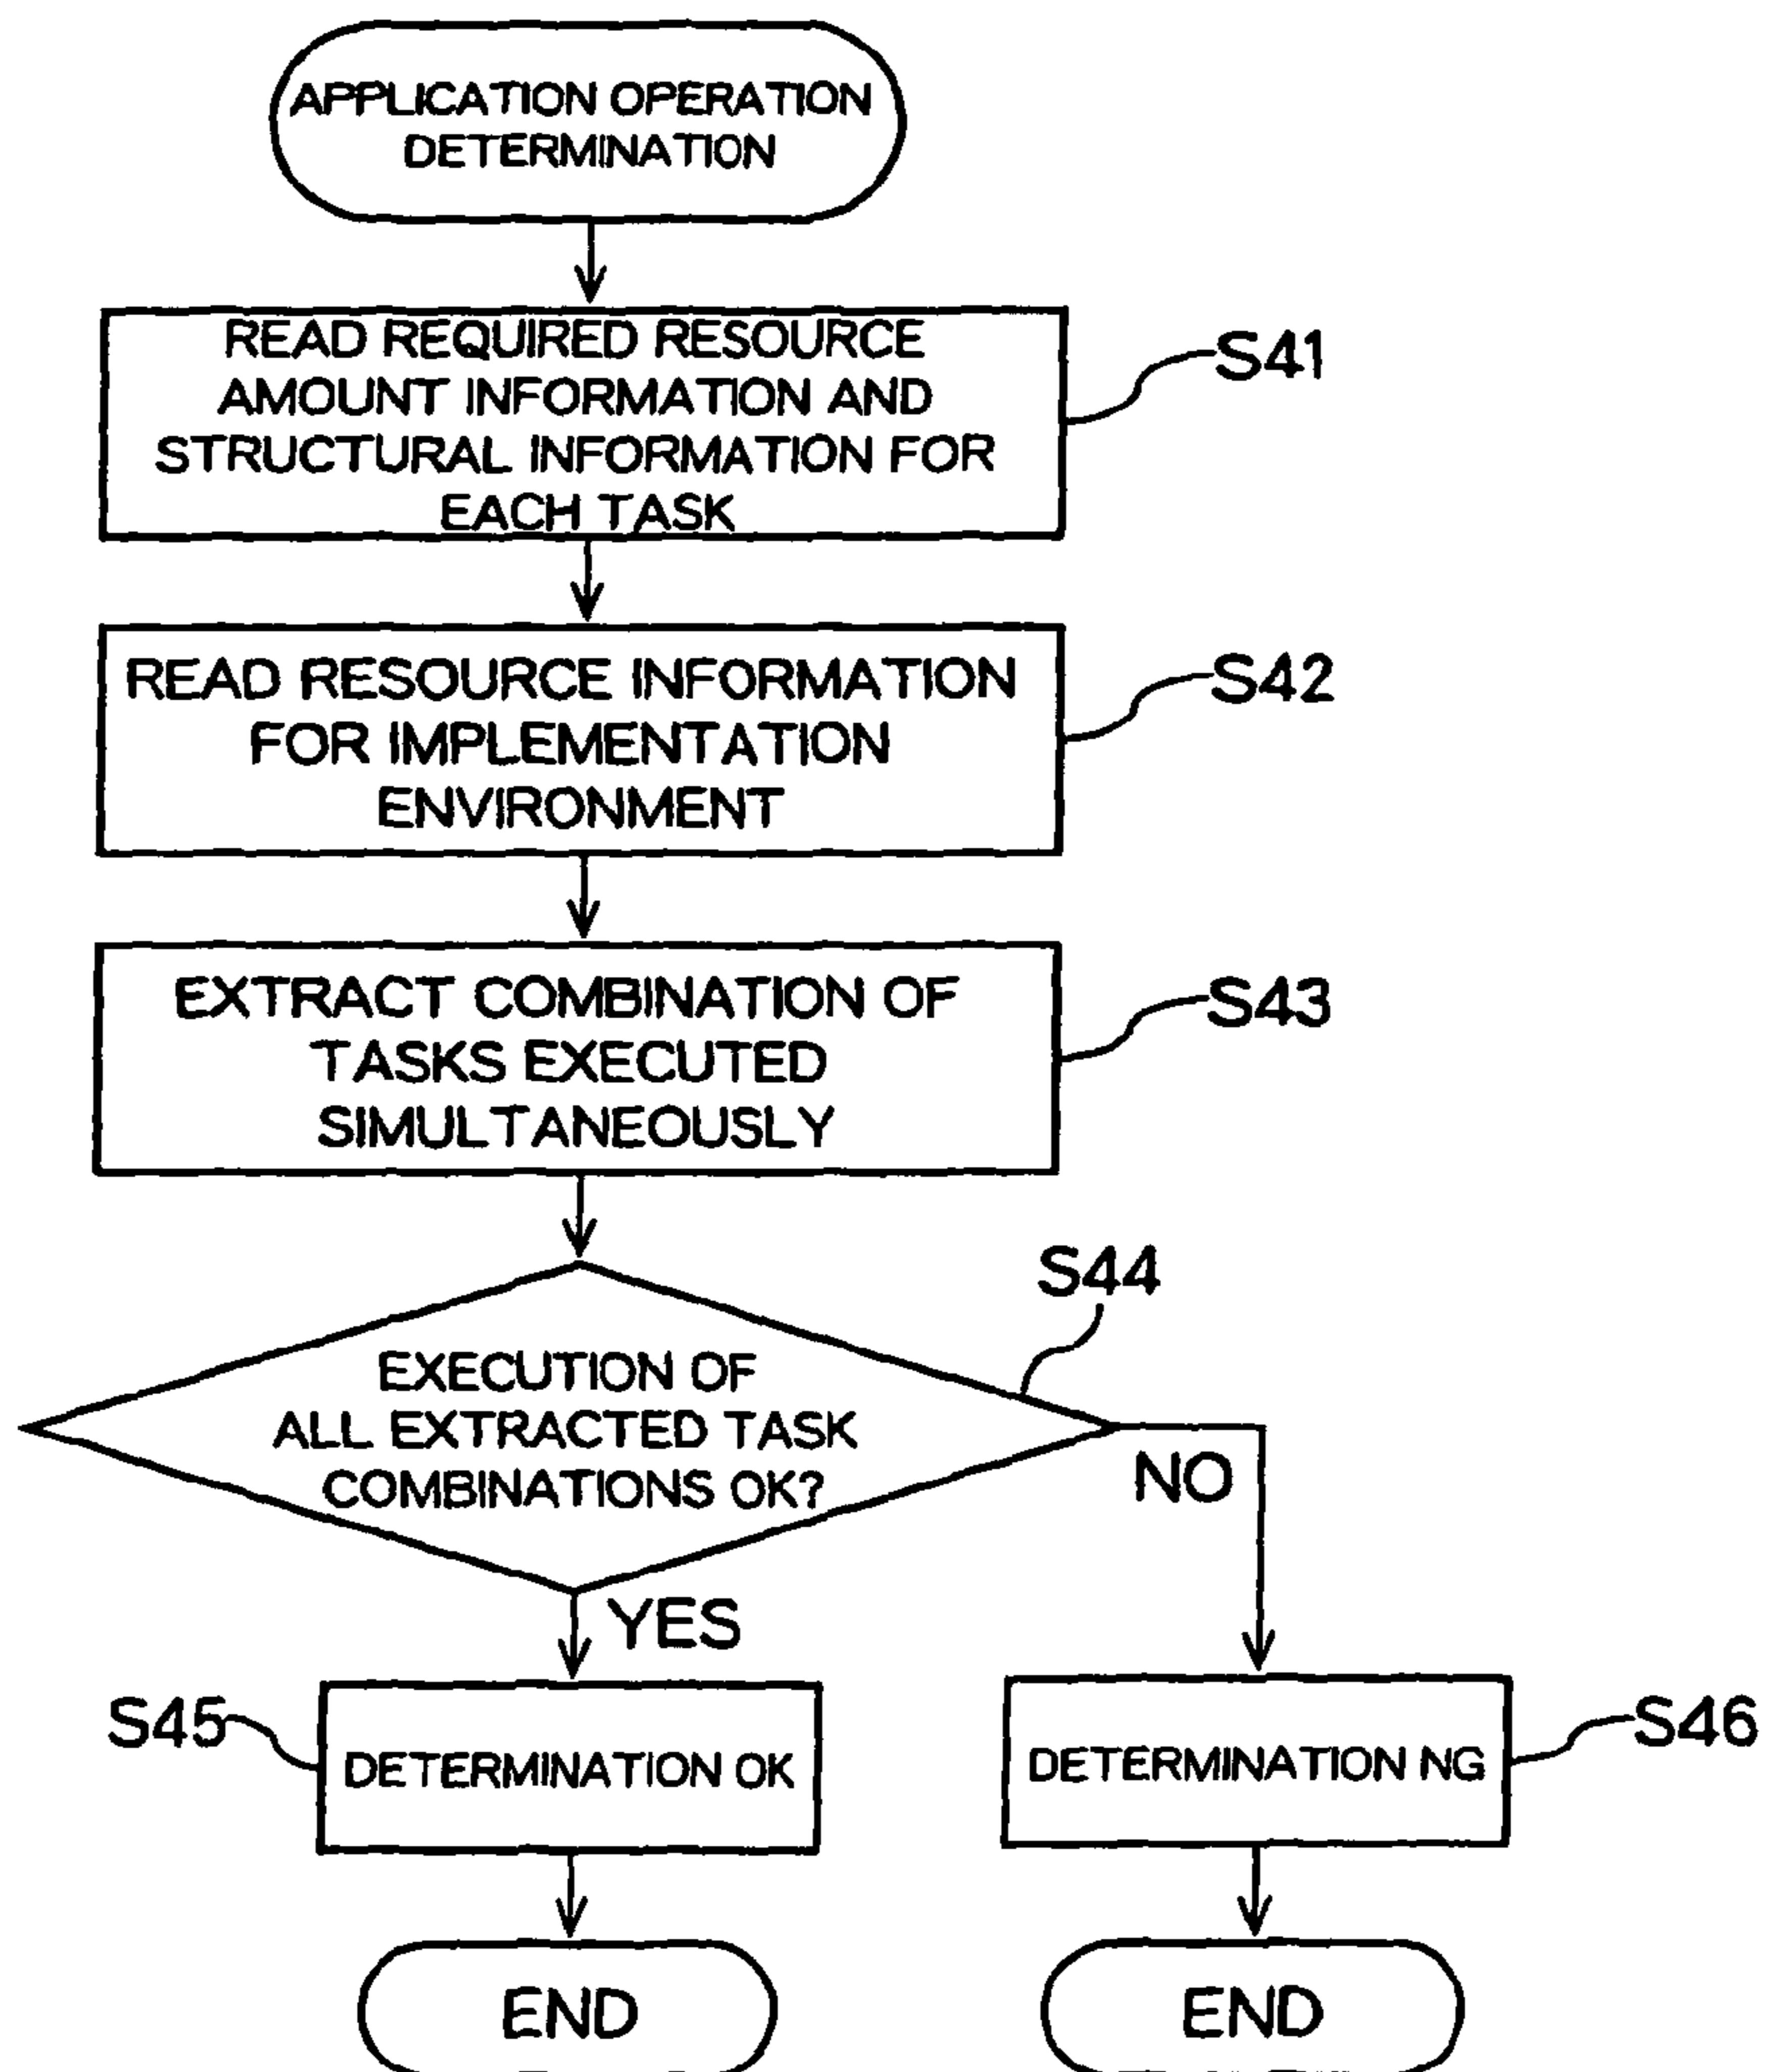 APPLICATION OPERATION
DETERMINATION
READ REQUIRED RESOURCE
AMOUNT INFORMATION AND
STRUCTURAL INFORMATION FOR
EACH TASK
S41
READ RESOURCE INFORMATION
FOR IMPLEMENTATION
ENVIRONMENT
S42
EXTRACT COMBINATION OF
TASKS EXECUTED
SIMULTANEOUSLY
S43
S44
EXECUTION OF
ALL EXTRACTED TASK
COMBINATIONS OK?
NO
YES
S45
DETERMINATION OK
DETERMINATION NG
S46
END
END